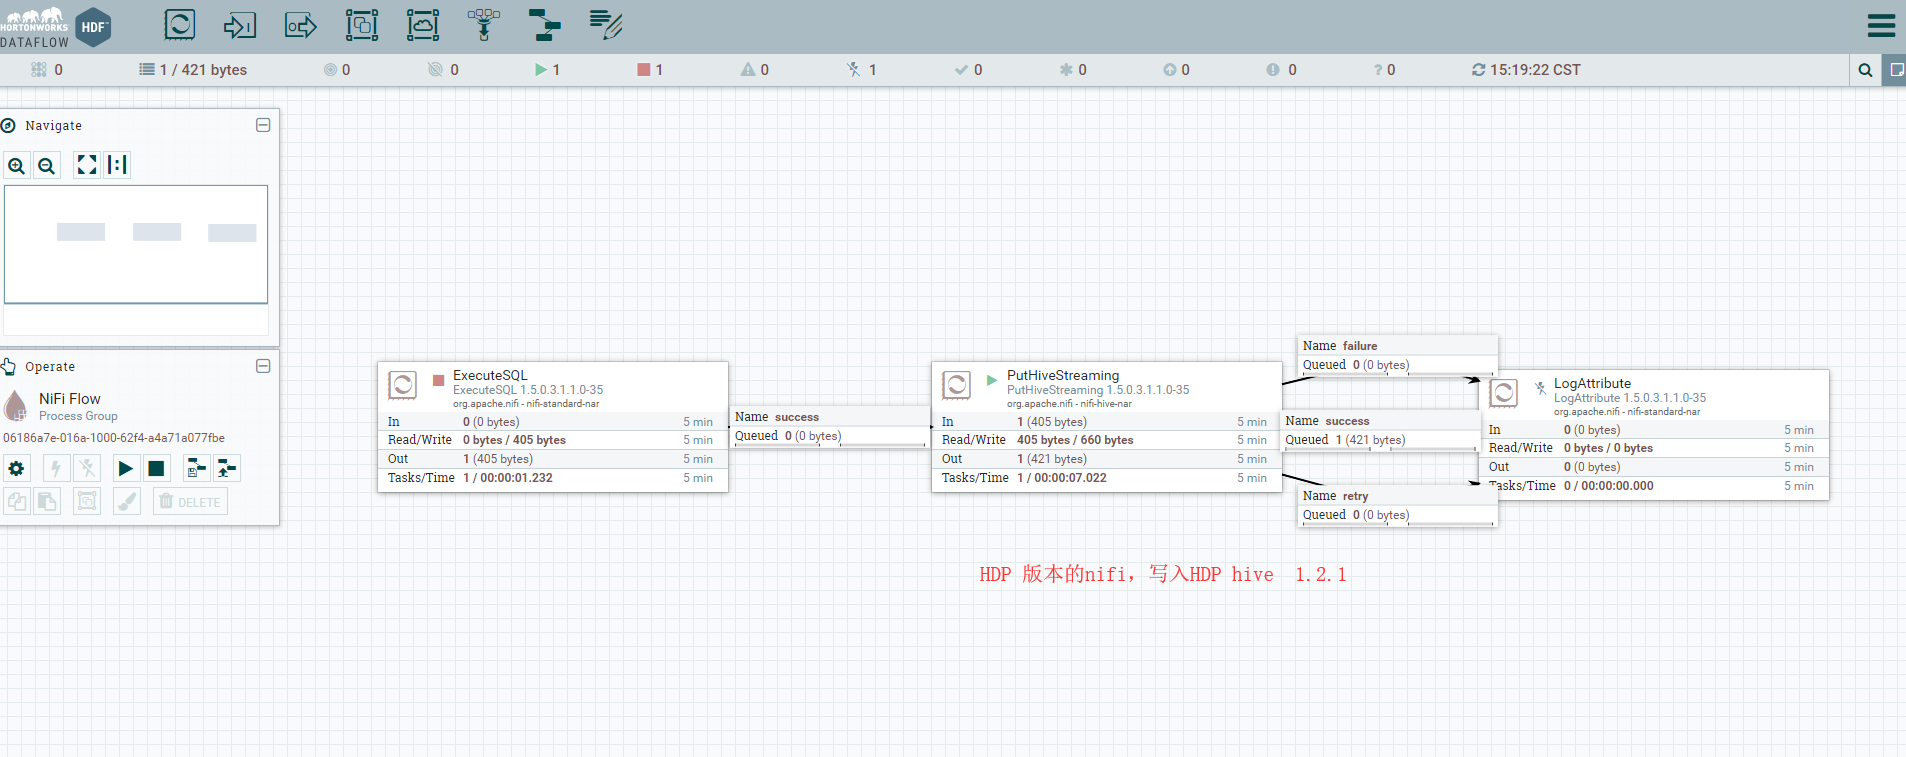 HORTONWORKS
DATAFLOW
HDF
0
1 / 421 bytes
0
0
1
1
0
1
0
0
0
0
? 0
15:19:22 CST
Navigate
Operate
NiFi Flow
Process Group
06186a7e-016a-1000-62f4-a4a71a077fbe
DELETE
ExecuteSQL
ExecuteSQL 1.5.0.3.1.1.0-35
org.apache.nifi - nifi-standard-nar
In 0 (0 bytes) 5 min
Read/Write 0 bytes / 405 bytes 5 min
Out 1 (405 bytes) 5 min
Tasks/Time 1 / 00:00:01.232 5 min
Name success
Queued 0 (0 bytes)
PutHiveStreaming
PutHiveStreaming 1.5.0.3.1.1.0-35
org.apache.nifi - nifi-hive-nar
In 1 (405 bytes) 5 min
Read/Write 405 bytes / 660 bytes 5 min
Out 1 (421 bytes) 5 min
Tasks/Time 1 / 00:00:07.022 5 min
Name failure
Queued 0 (0 bytes)
Name success
Queued 1 (421 bytes)
Name retry
Queued 0 (0 bytes)
LogAttribute
LogAttribute 1.5.0.3.1.1.0-35
org.apache.nifi - nifi-standard-nar
In 0 (0 bytes) 5 min
Read/Write 0 bytes / 0 bytes 5 min
Out 0 (0 bytes) 5 min
Tasks/Time 0 / 00:00:00.000 5 min
HDP 版本的nifi，写入HDP hive 1.2.1